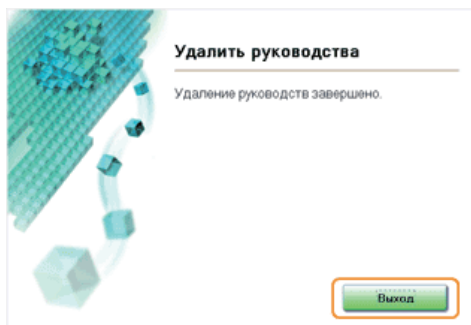 Удалить руководства
Удаление руководств завершено.
Выход